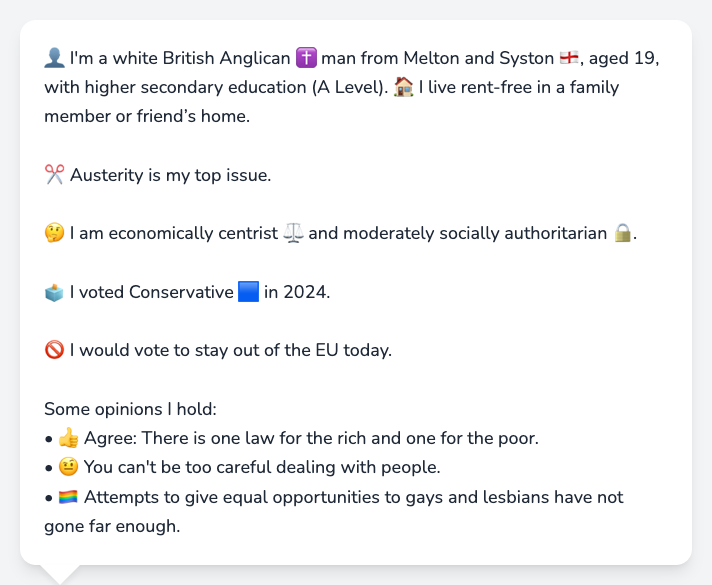 👤 I'm a white British Anglican ✝️ man from Melton and Syston 🏴󠁧󠁢󠁥󠁮󠁧󠁿, aged 19,
with higher secondary education (A Level). 🏠 I live rent-free in a family
member or friend’s home.
✂️ Austerity is my top issue.
🤔 I am economically centrist ⚖️ and moderately socially authoritarian 🔒.
🗳️ I voted Conservative 🟦 in 2024.
🚫 I would vote to stay out of the EU today.
Some opinions I hold:
• 👍 Agree: There is one law for the rich and one for the poor.
• 🤨 You can't be too careful dealing with people.
• 🏳️‍🌈 Attempts to give equal opportunities to gays and lesbians have not
gone far enough.